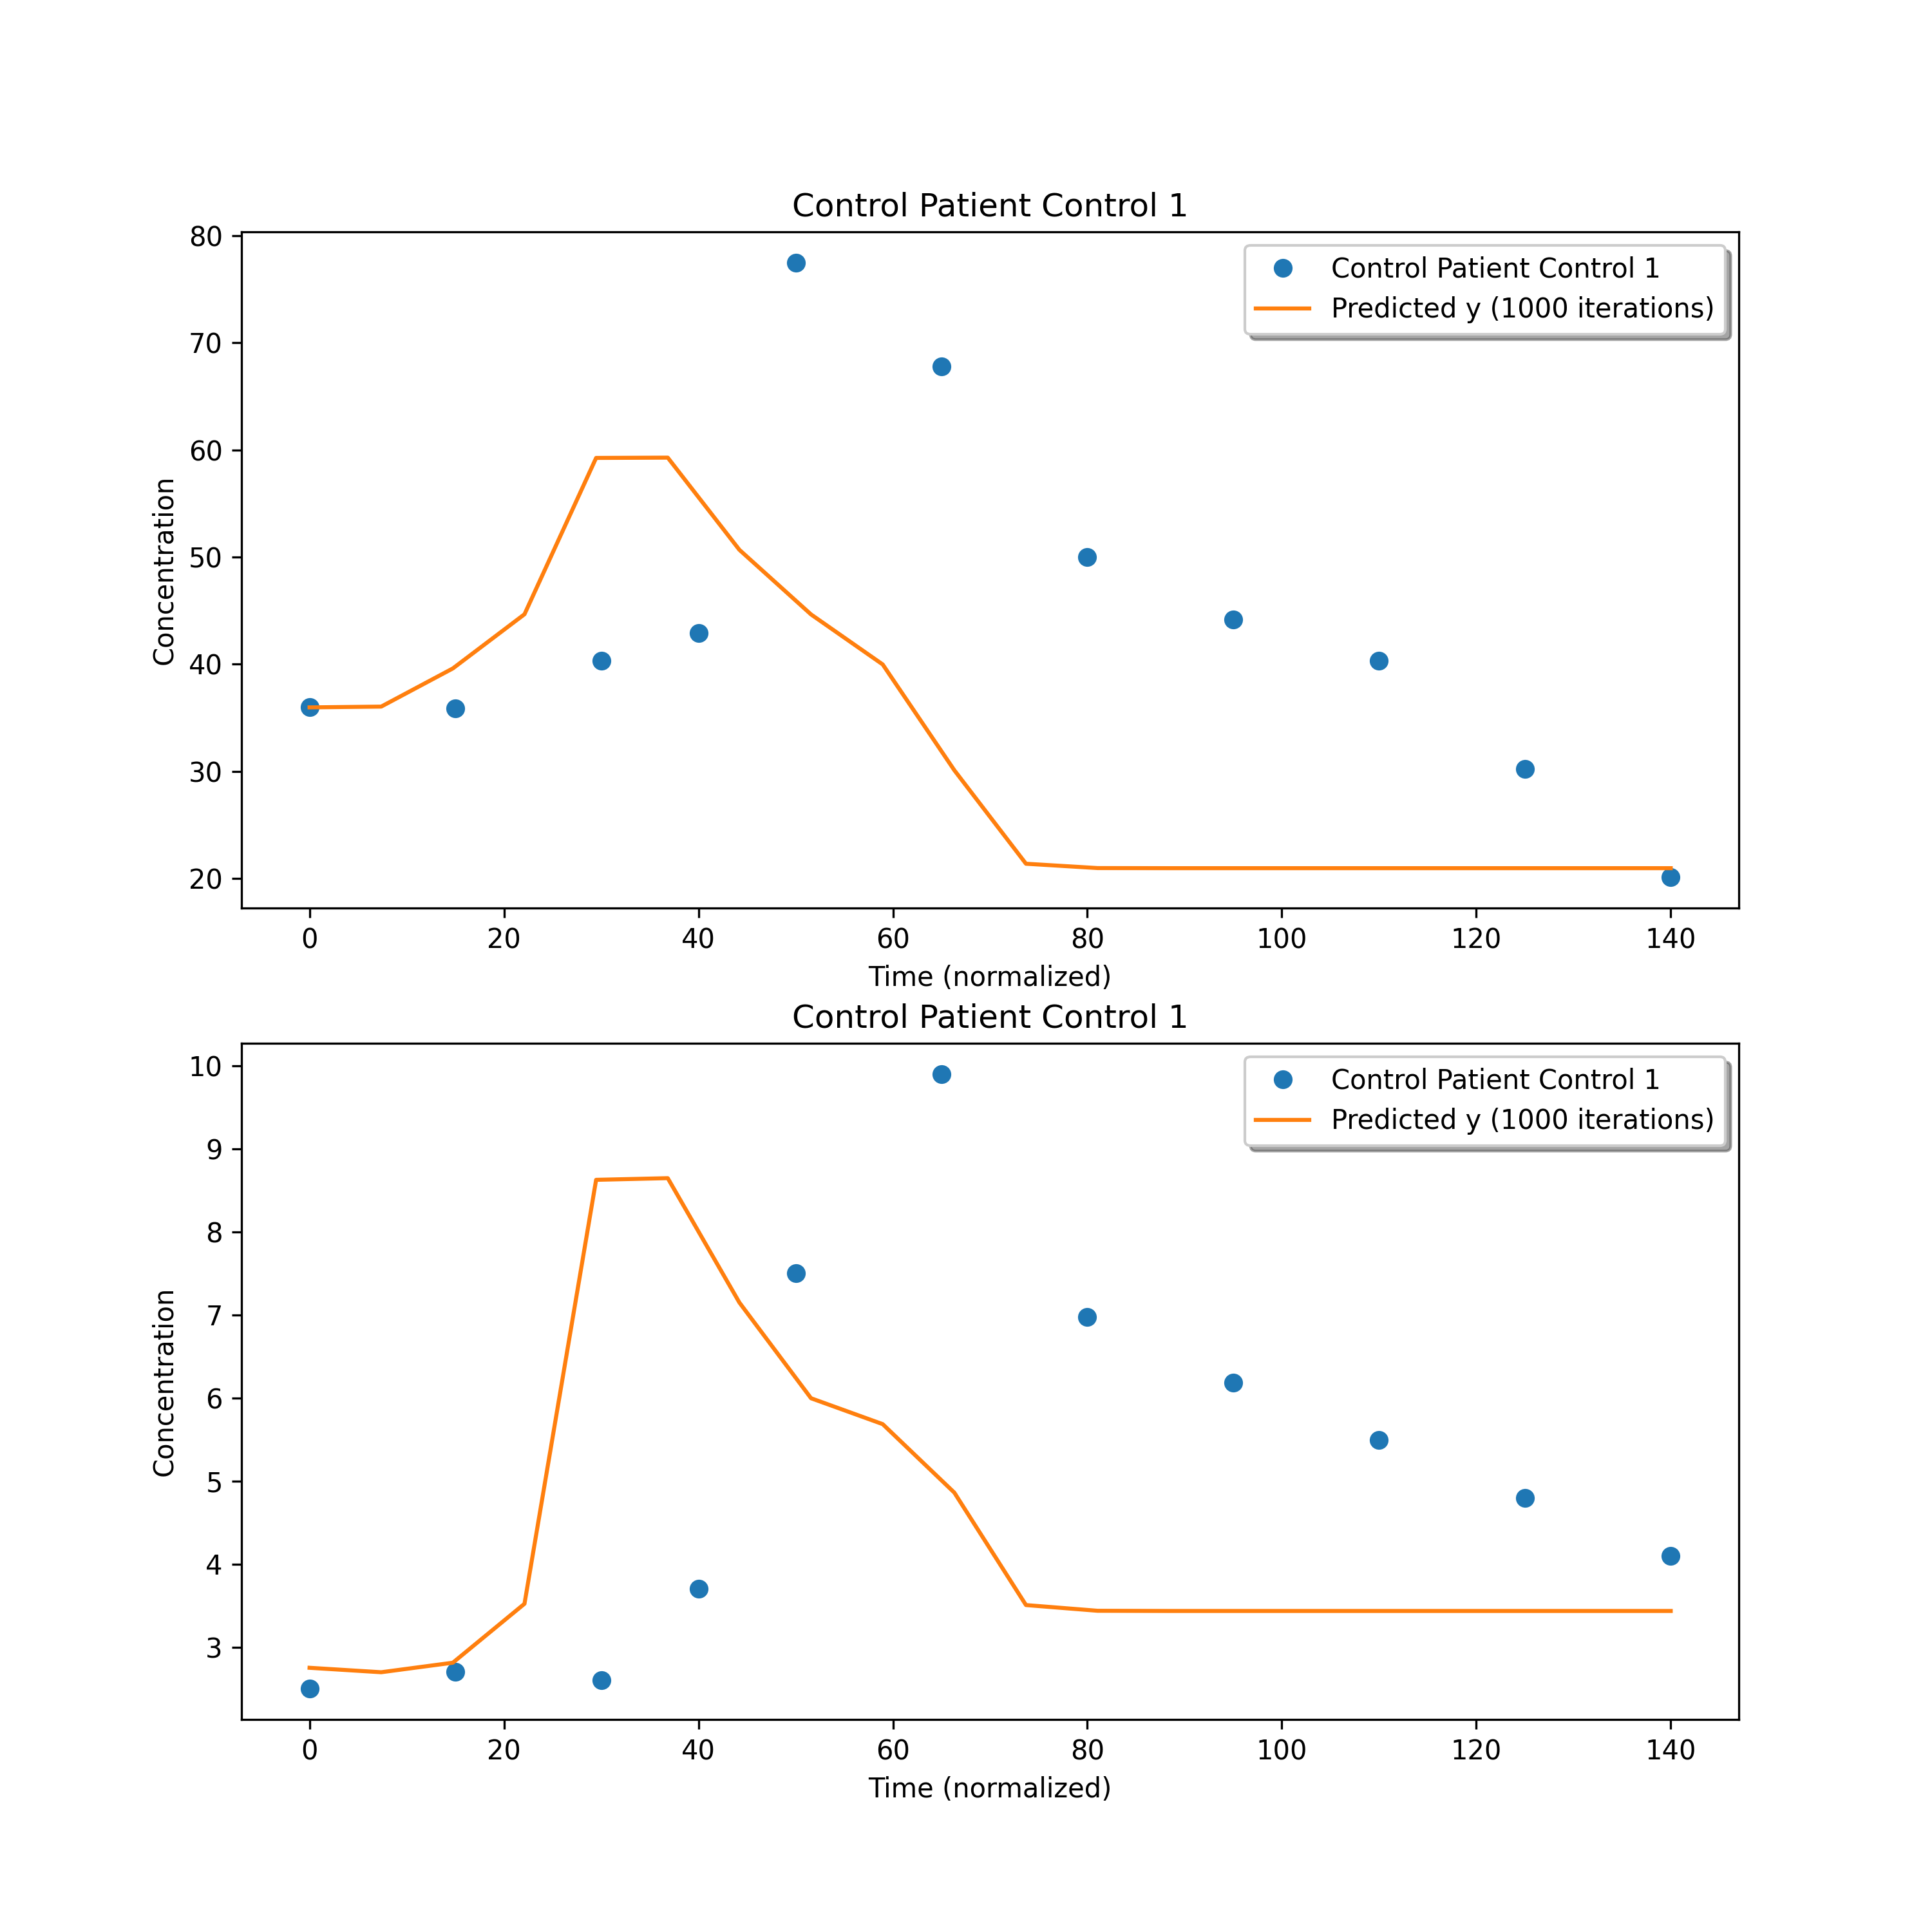 Control Patient Control 1
80
70
60
50
40
30
20
Concentration
Control Patient Control 1
Predicted y (1000 iterations)
0 20 40 60 80 100 120 140
Time (normalized)
Control Patient Control 1
10
9
8
7
6
5
4
3
Concentration
Control Patient Control 1
Predicted y (1000 iterations)
0 20 40 60 80 100 120 140
Time (normalized)